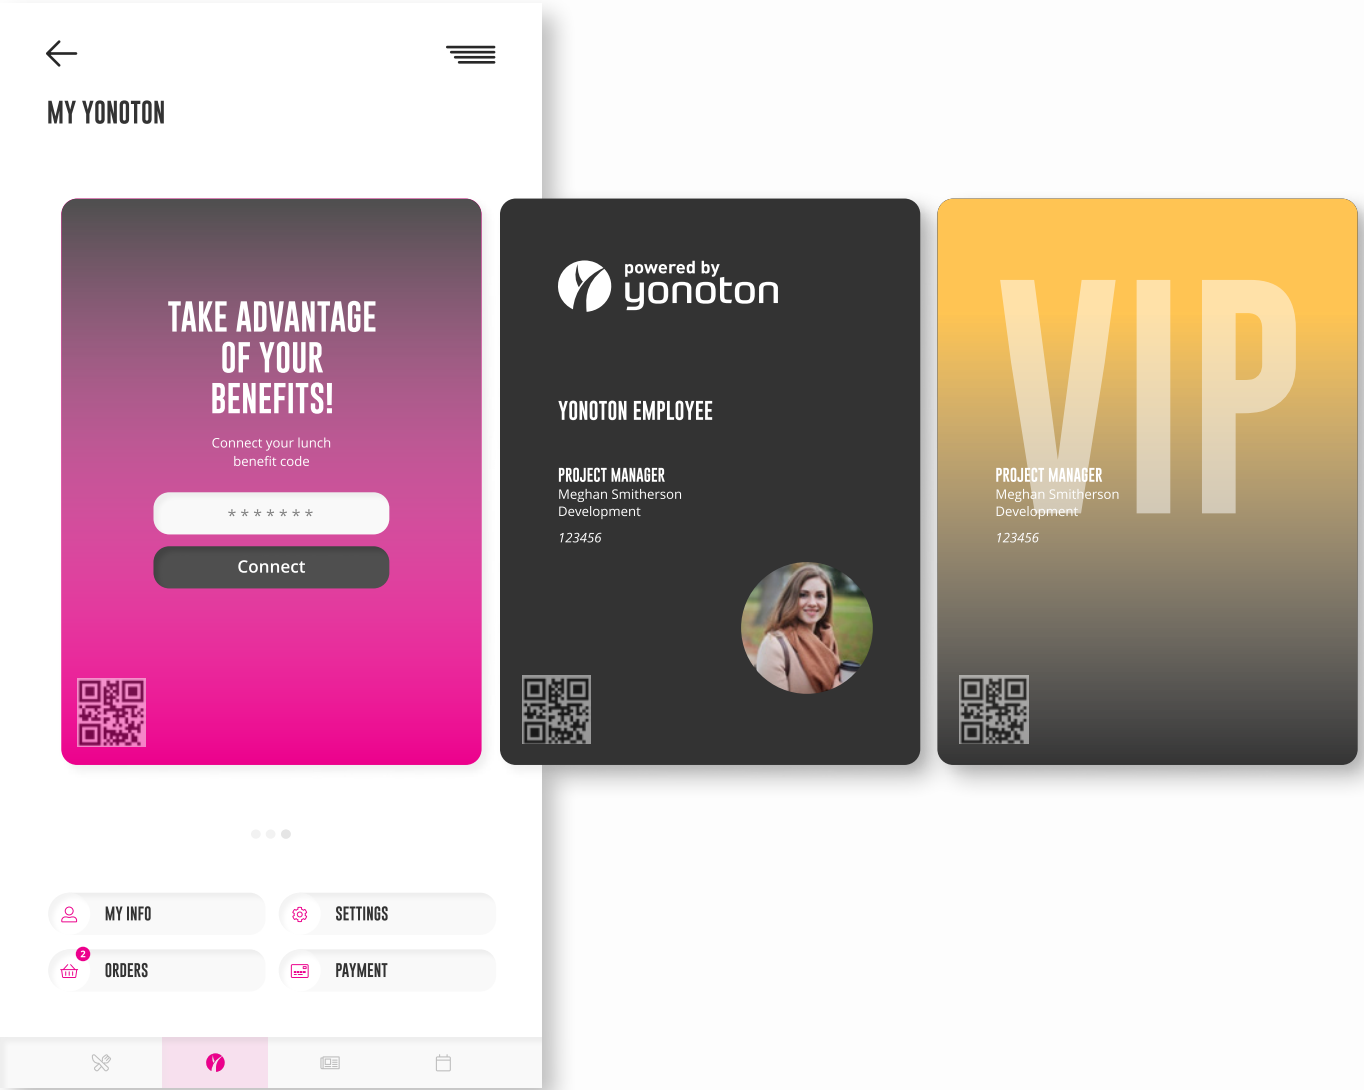 MY YONOTON
TAKE ADVANTAGE
OF YOUR
BENEFITS!
Connect your lunch
benefit code
*******
Connect
powered by
yonoton
YONOTON EMPLOYEE
PROJECT MANAGER
Meghan Smitherson
Development
123456
VIP
PROJECT MANAGER
Meghan Smitherson
Development
123456
MY INFO
SETTINGS
2
ORDERS
PAYMENT